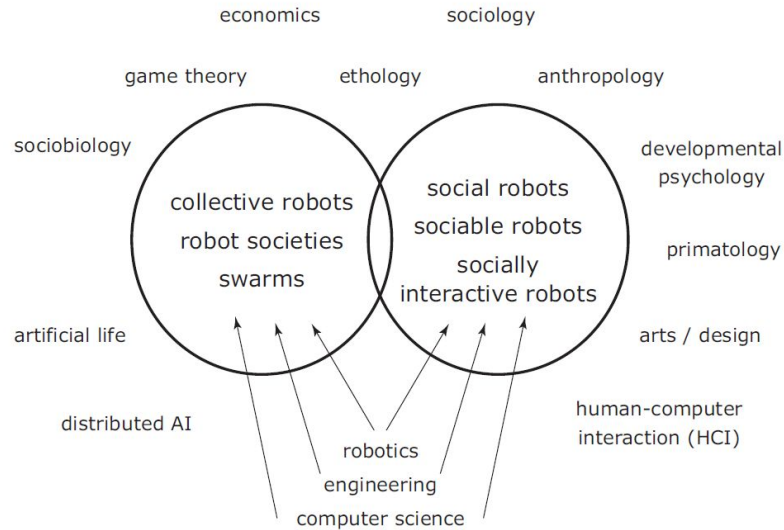 economics
sociology
game theory
ethology
anthropology
sociobiology
developmental
psychology
collective robots
robot societies
swarms
social robots
sociable robots
socially
interactive robots
primatology
artificial life
arts / design
distributed AI
human-computer
interaction (HCI)
robotics
engineering
computer science